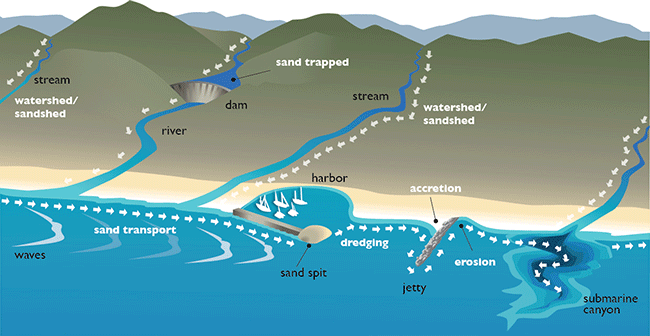 sand trapped
stream
watershed/
sandshed
dam
stream
watershed/
sandshed
river
harbor
accretion
sand transport
dredging
waves
erosion
sand spit
jetty
submarine
canyon